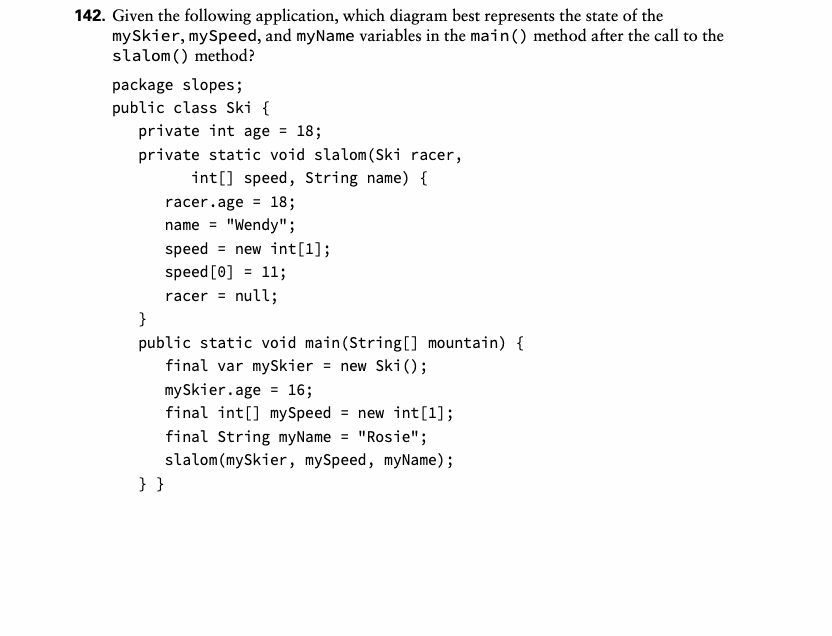 142. Given the following application, which diagram best represents the state of the
mySkier, mySpeed, and myName variables in the main() method after the call to the
slalom() method?
package slopes;
public class Ski {
   private int age = 18;
   private static void slalom(Ski racer,
         int[] speed, String name) {
      racer.age = 18;
      name = "Wendy";
      speed = new int[1];
      speed[0] = 11;
      racer = null;
   }
   public static void main(String[] mountain) {
      final var mySkier = new Ski();
      mySkier.age = 16;
      final int[] mySpeed = new int[1];
      final String myName = "Rosie";
      slalom(mySkier, mySpeed, myName);
   } }